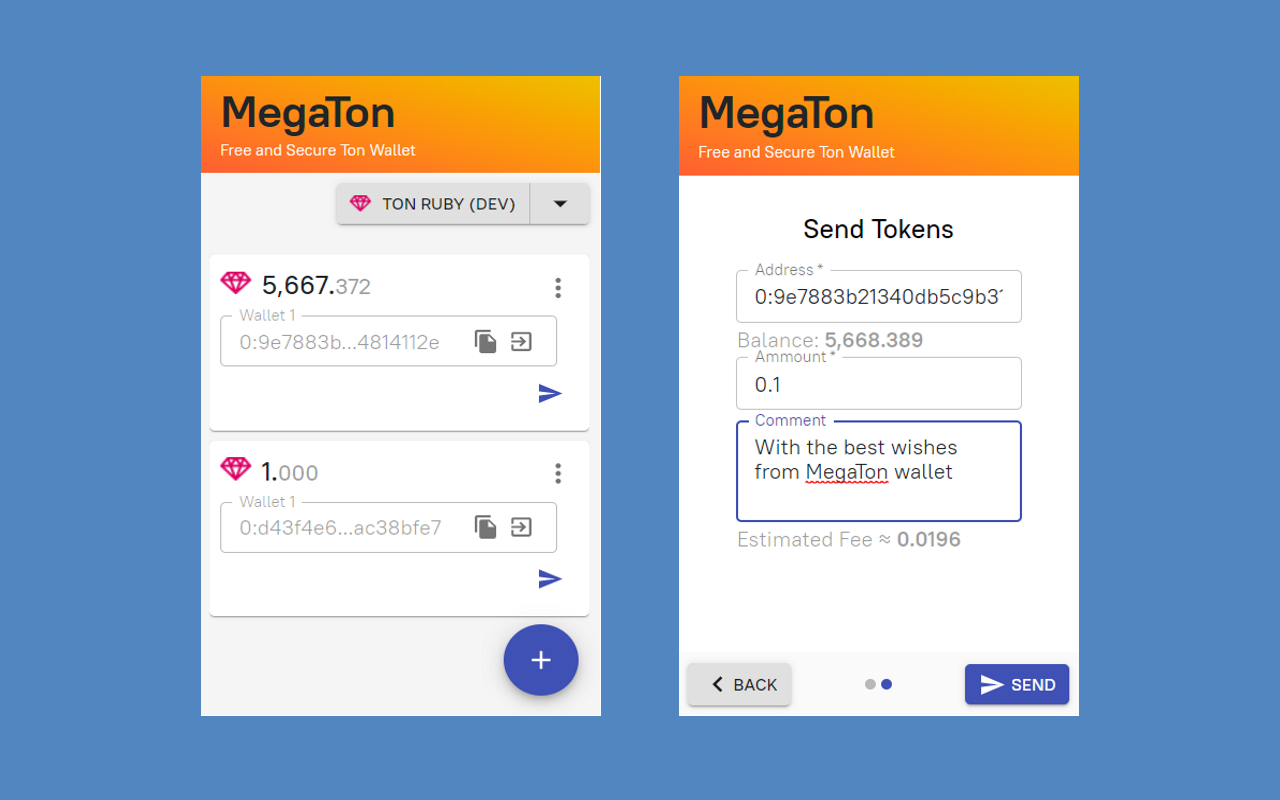 MegaTon
Free and Secure Ton Wallet
TON RUBY (DEV)
5,667.372
Wallet 1
0:9e7883b...4814112e
1.000
Wallet 1
0:d43f4e6...ac38bfe7
MegaTon
Free and Secure Ton Wallet
Send Tokens
Address *
0:9e7883b21340db5c9b3
Balance: 5,668.389
Ammount *
0.1
Comment
With the best wishes
from MegaTon wallet
Estimated Fee ≈ 0.0196
BACK
SEND